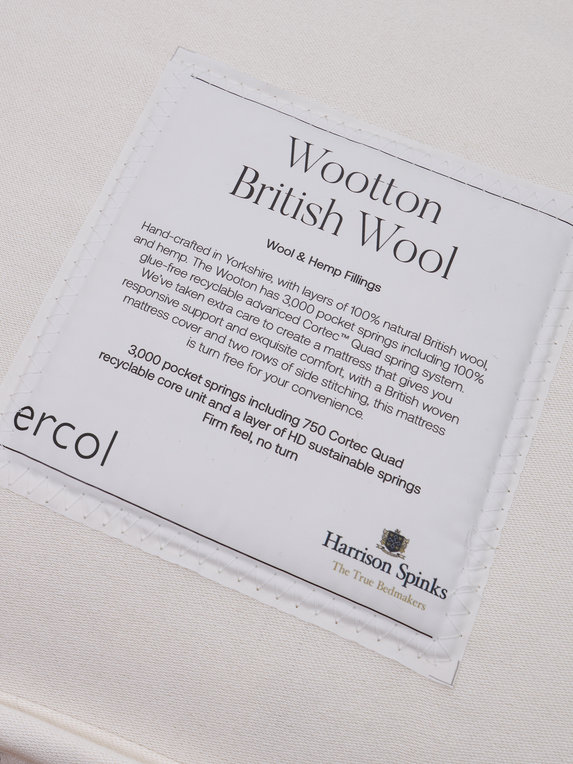 Wootton
British Wool
Wool & Hemp Fillings
Hand-crafted in Yorkshire, with layers of 100% natural British wool,
and hemp. The Wooton has 3,000 pocket springs including 100%
glue-free recyclable advanced Cortec™ Quad spring system.
We've taken extra care to create a mattress that gives you
responsive support and exquisite comfort, with a British woven
mattress cover and two rows of side stitching, this mattress
is turn free for your convenience.
3,000 pocket springs including 750 Cortec Quad
recyclable core unit and a layer of HD sustainable springs
Firm feel, no turn
ercol
Harrison Spinks
The True Bedmakers